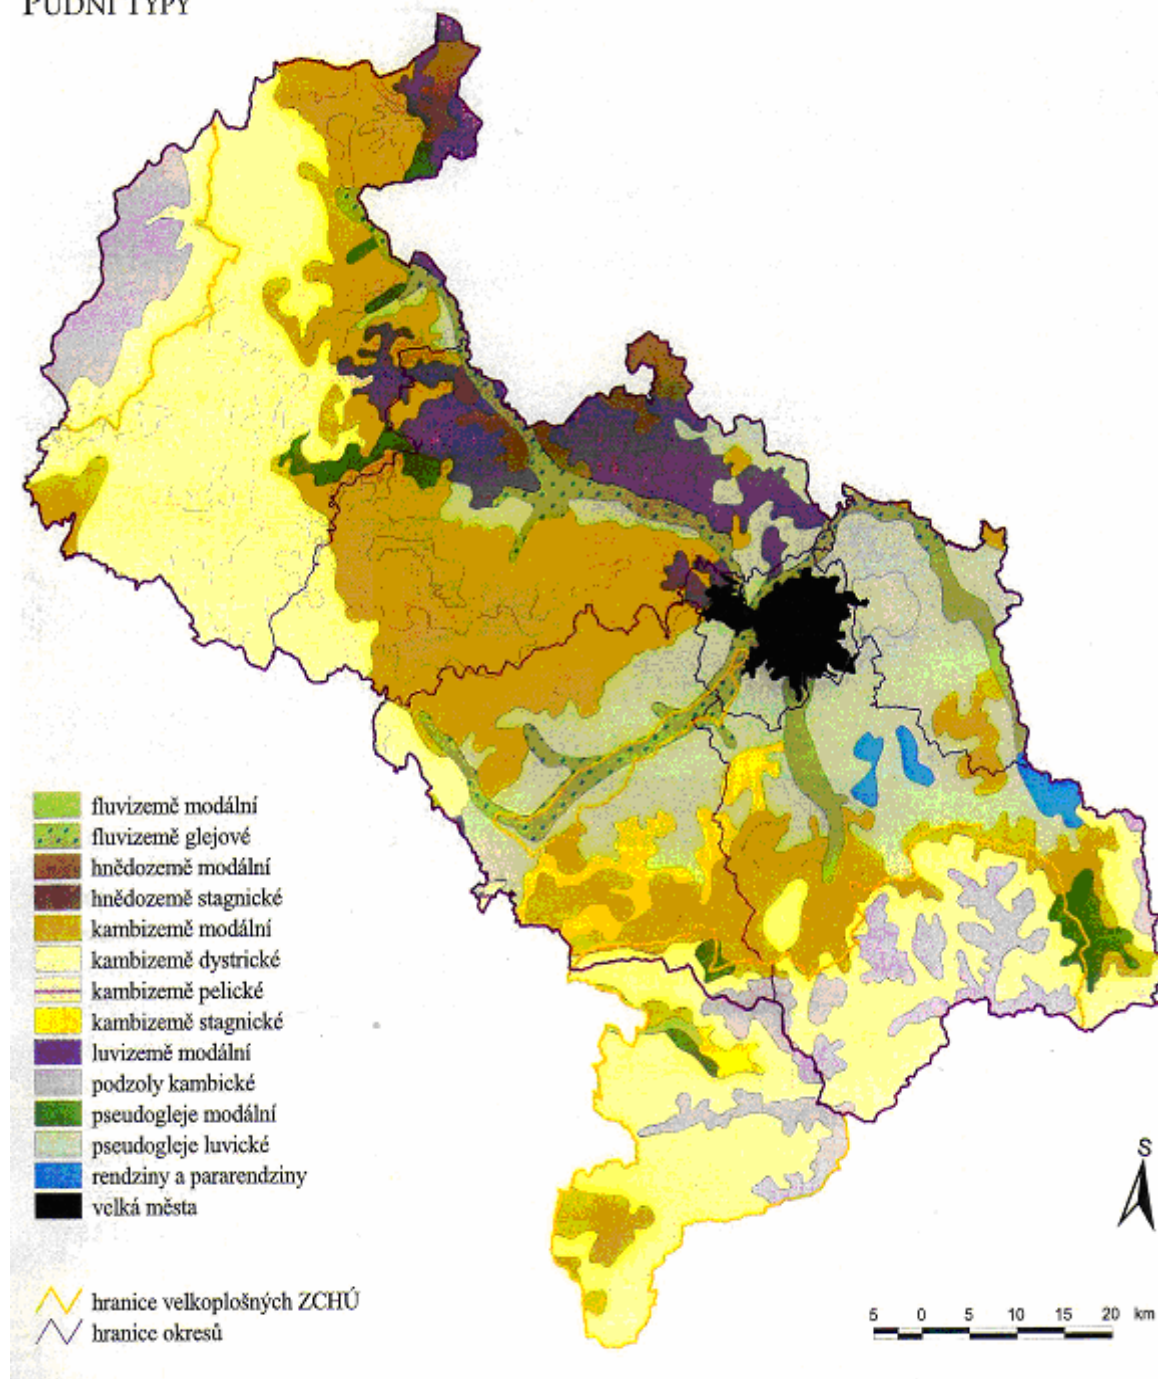 PŮDNÍ TYPY
fluvizemě modální
fluvizemě glejové
hnědozemě modální
hnědozemě stagnické
kambizemě modální
kambizemě dystrické
kambizemě pelické
kambizemě stagnické
luvizemě modální
podzoly kambické
pseudogleje modální
pseudogleje luvické
rendziny a pararendziny
velká města
hranice velkoplošných ZCHÚ
hranice okresů
S
5 0 5 10 15 20 km